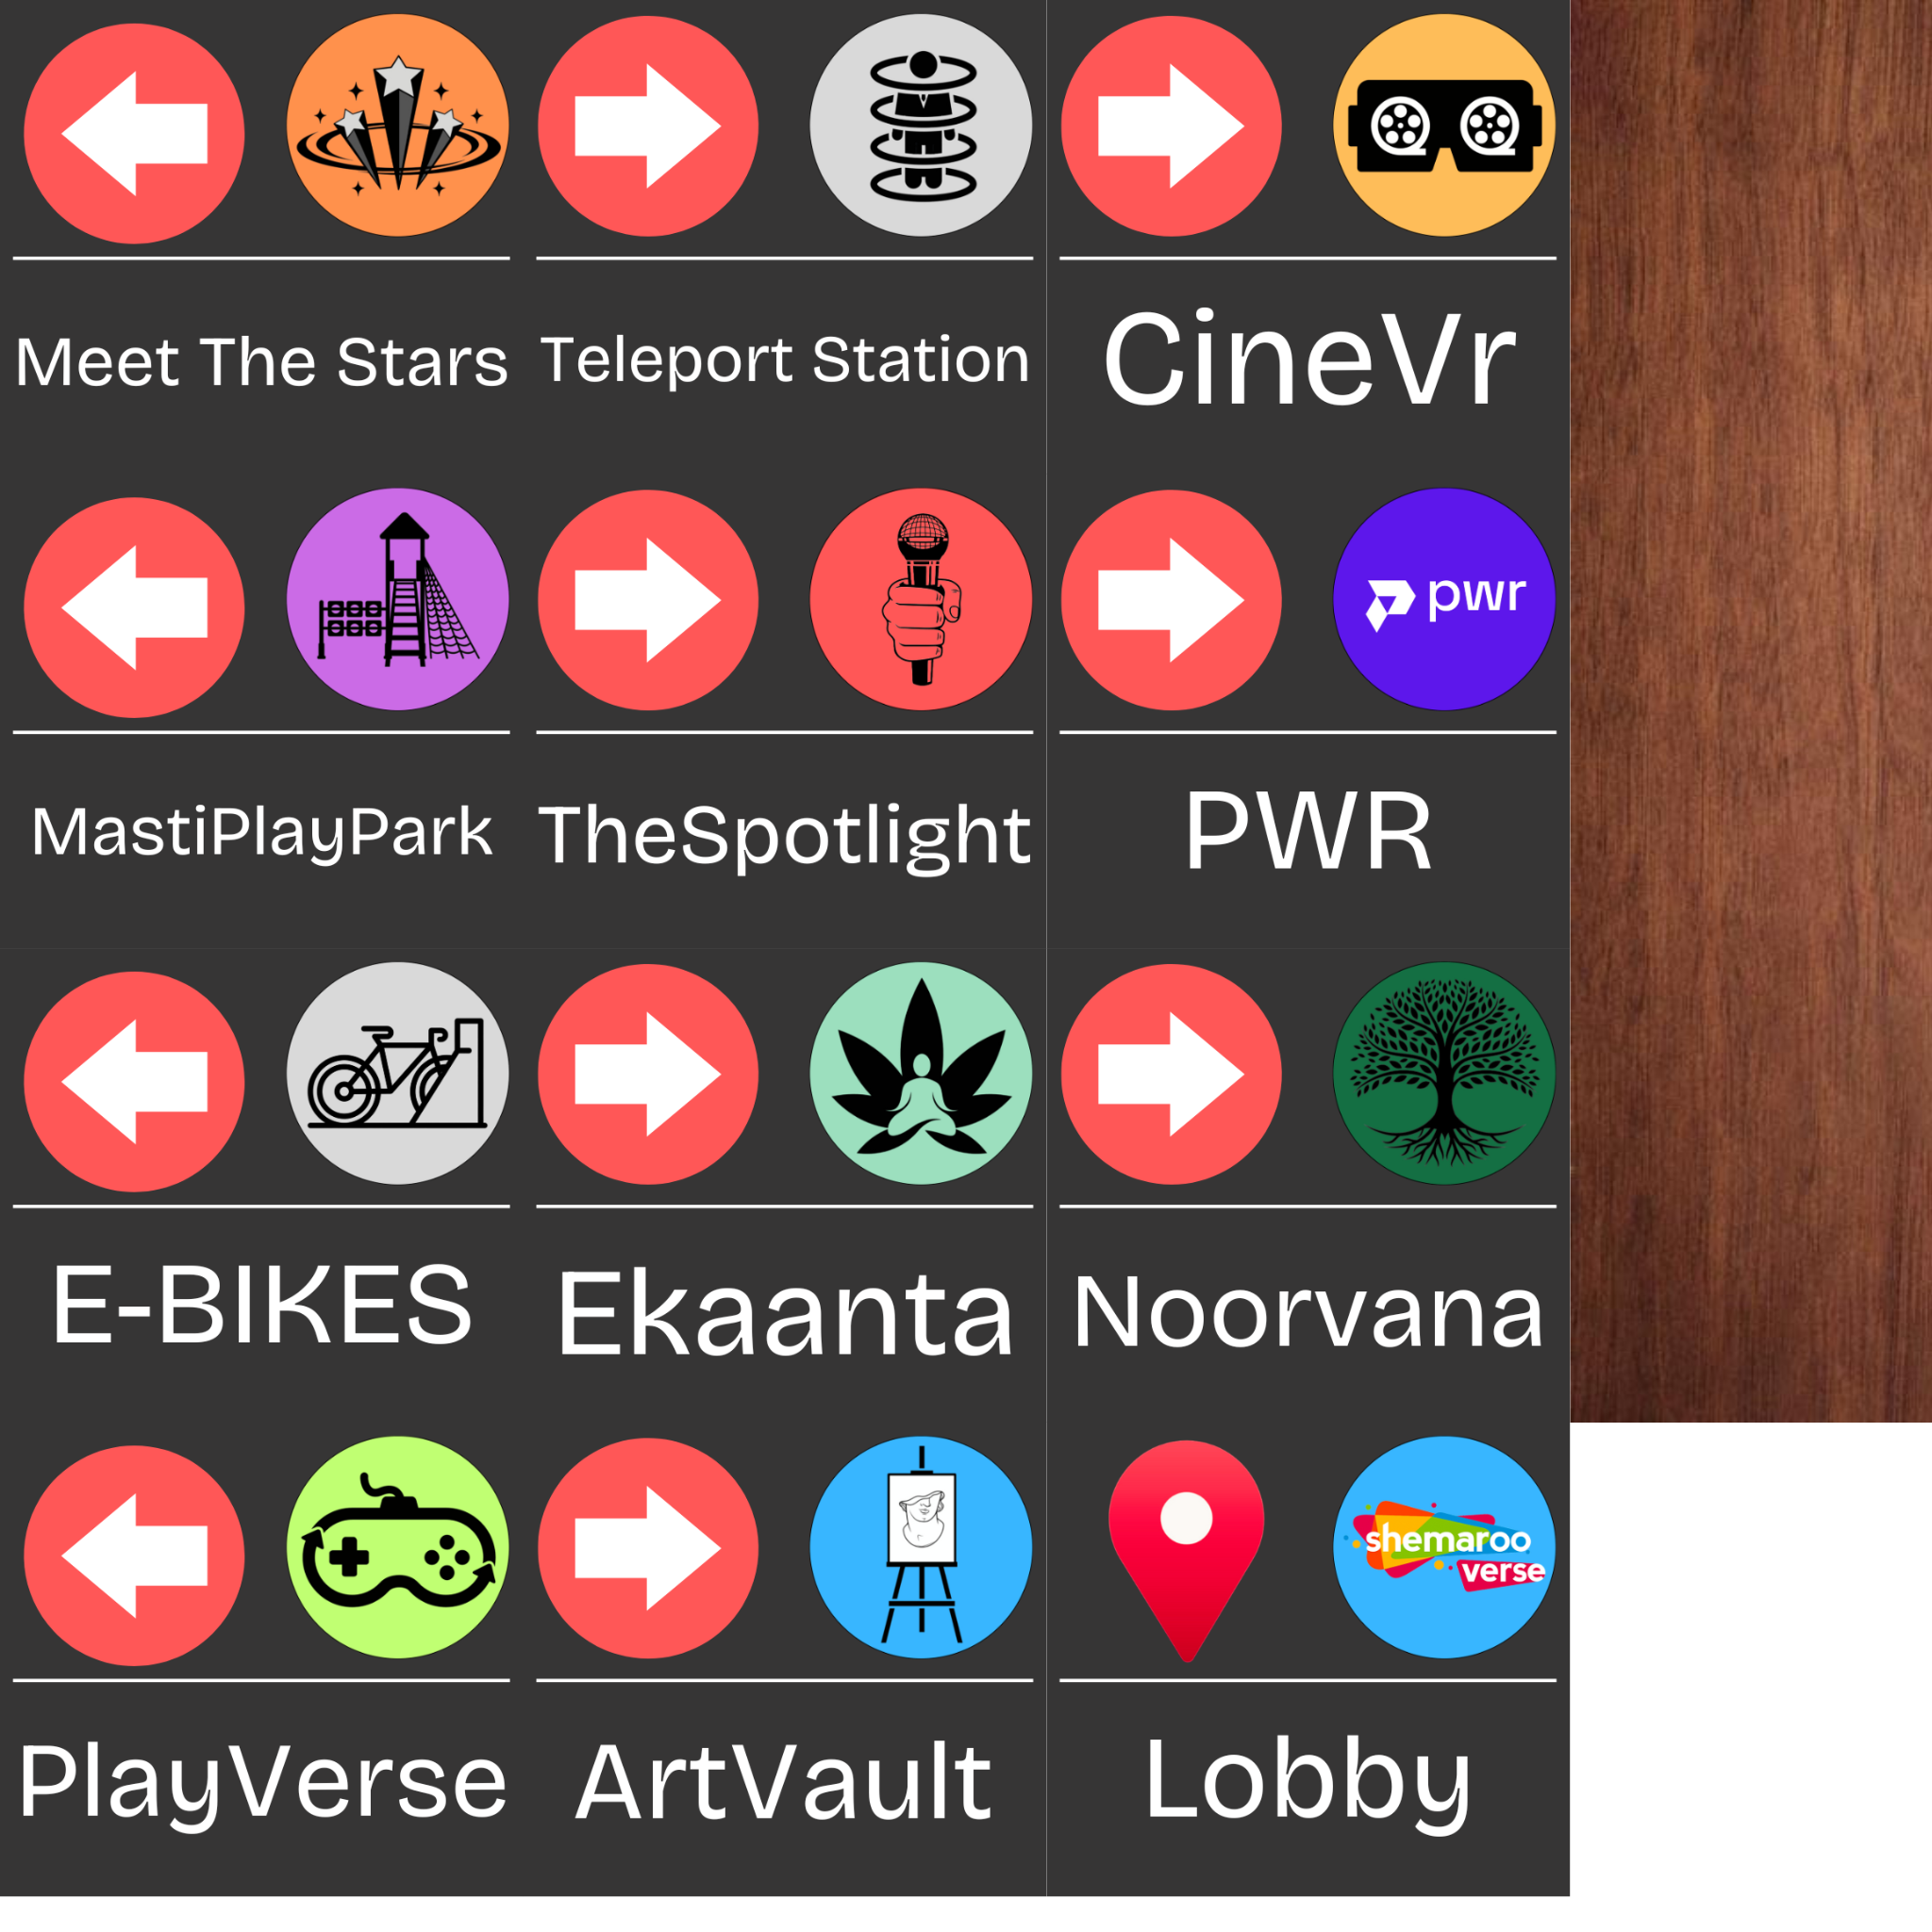 Meet The Stars
Teleport Station
CineVr
pwr
MastiPlayPark
TheSpotlight
PWR
E-BIKES
Ekaanta
Noorvana
shemaroo
verse
PlayVerse
ArtVault
Lobby